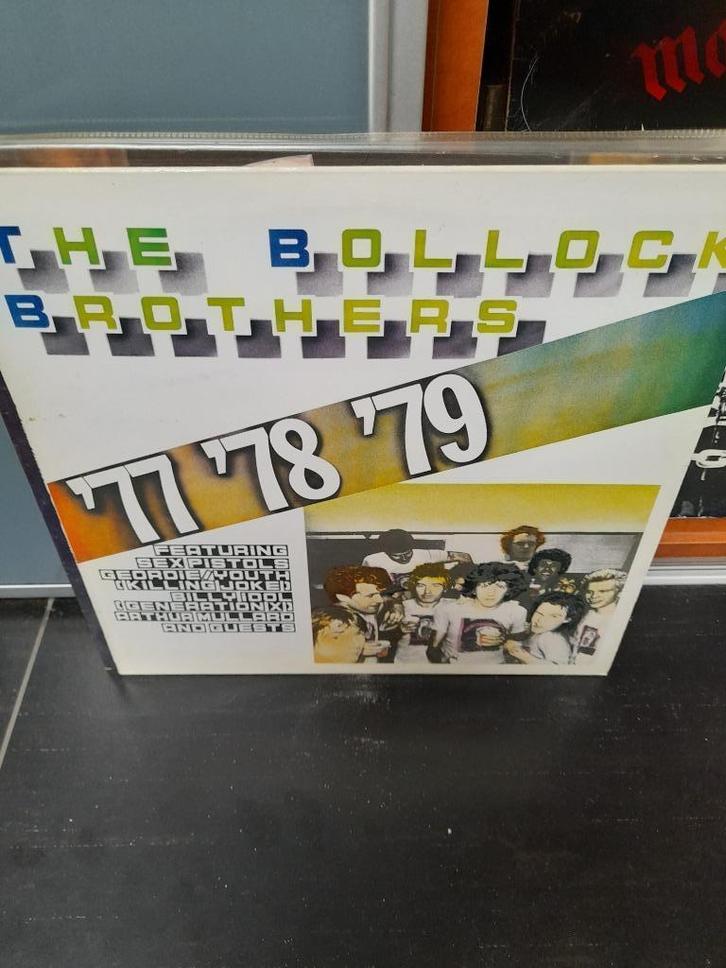 THE BOLLOCK
BROTHERS
'77 '78 '79
FEATURING
SEX PISTOLS
GEORDIE/YOUTH
(KILLING JOKE)
BILLY IDOL
(GENERATION X)
ARTHUR MULLARD
AND GUESTS